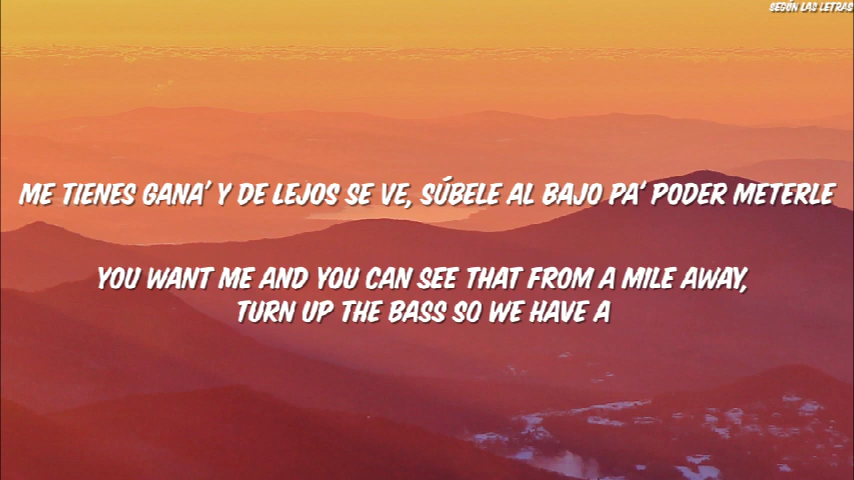 SEGÚN LAS LETRAS
ME TIENES GANA' Y DE LEJOS SE VE, SÚBELE AL BAJO PA' PODER METERLE
YOU WANT ME AND YOU CAN SEE THAT FROM A MILE AWAY,
TURN UP THE BASS SO WE HAVE A